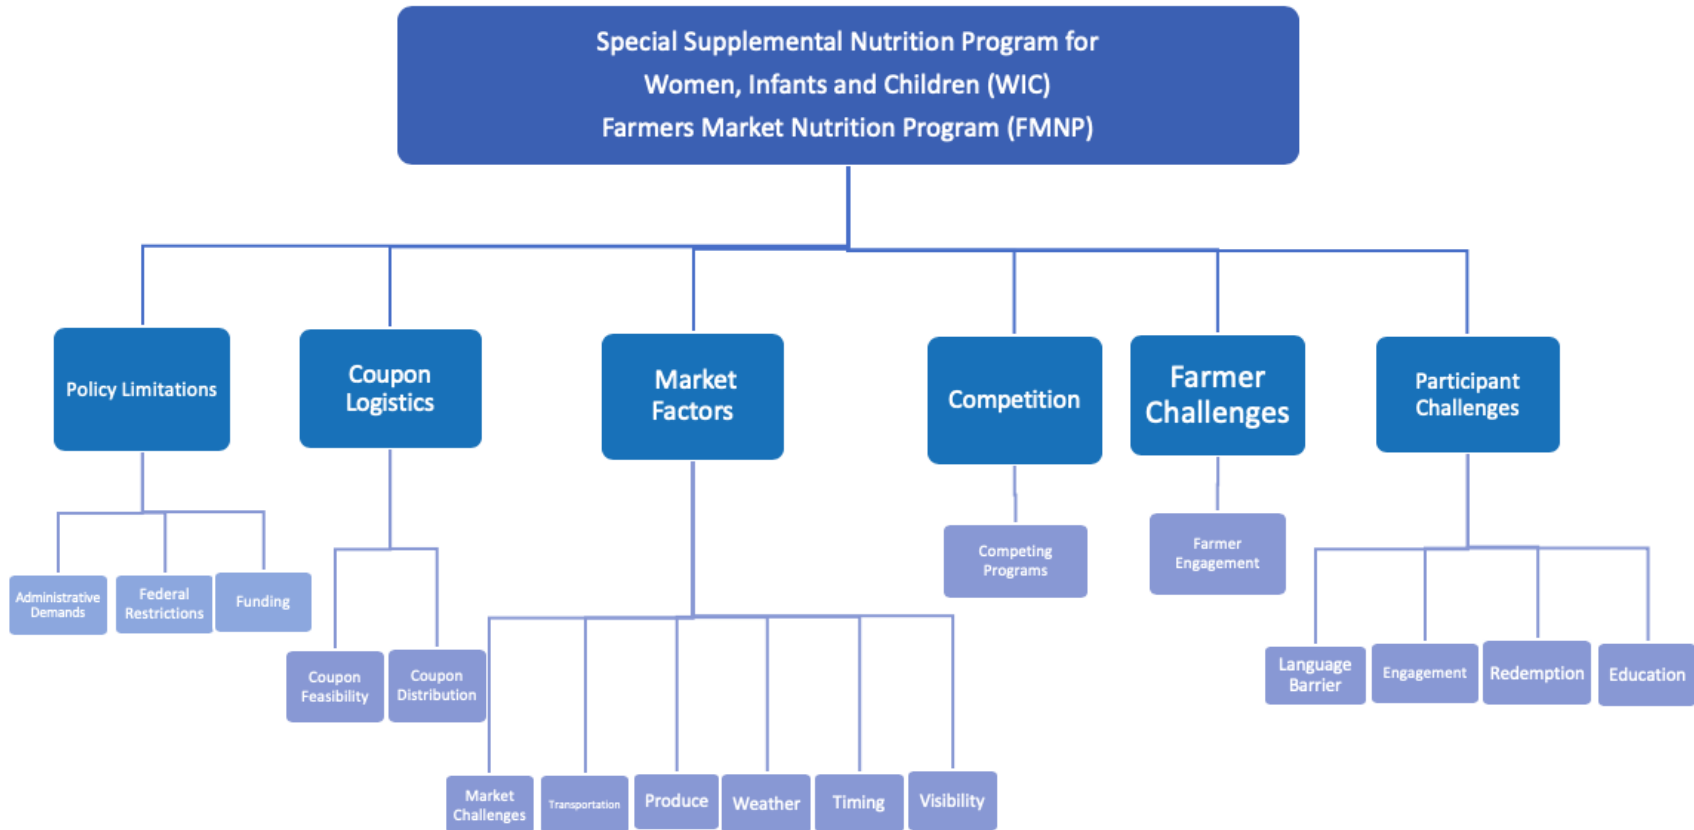 Special Supplemental Nutrition Program for
Women, Infants and Children (WIC)
Farmers Market Nutrition Program (FMNP)
Policy Limitations
Coupon
Logistics
Market
Factors
Competition
Farmer
Challenges
Participant
Challenges
Administrative
Demands
Federal
Restrictions
Funding
Coupon
Feasibility
Coupon
Distribution
Market
Challenges
Transportation
Produce
Weather
Timing
Visibility
Competing
Programs
Farmer
Engagement
Language
Barrier
Engagement
Redemption
Education